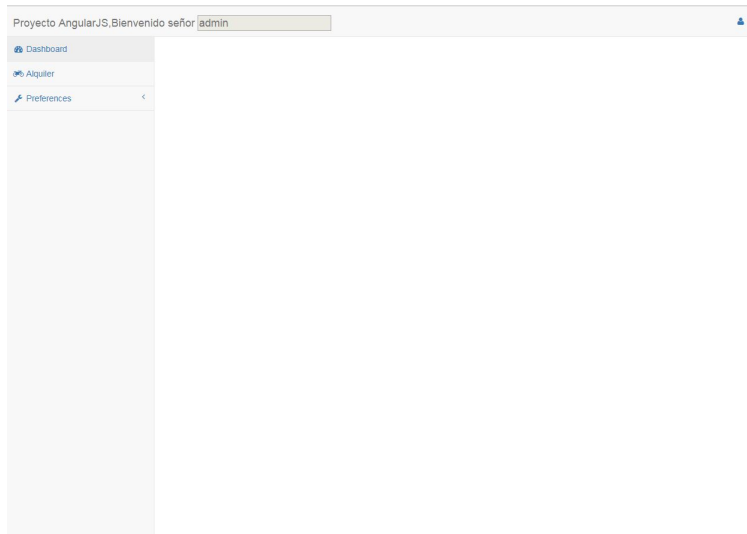 Proyecto AngularJS,Bienvenido señor admin
Dashboard
Alquiler
Preferences